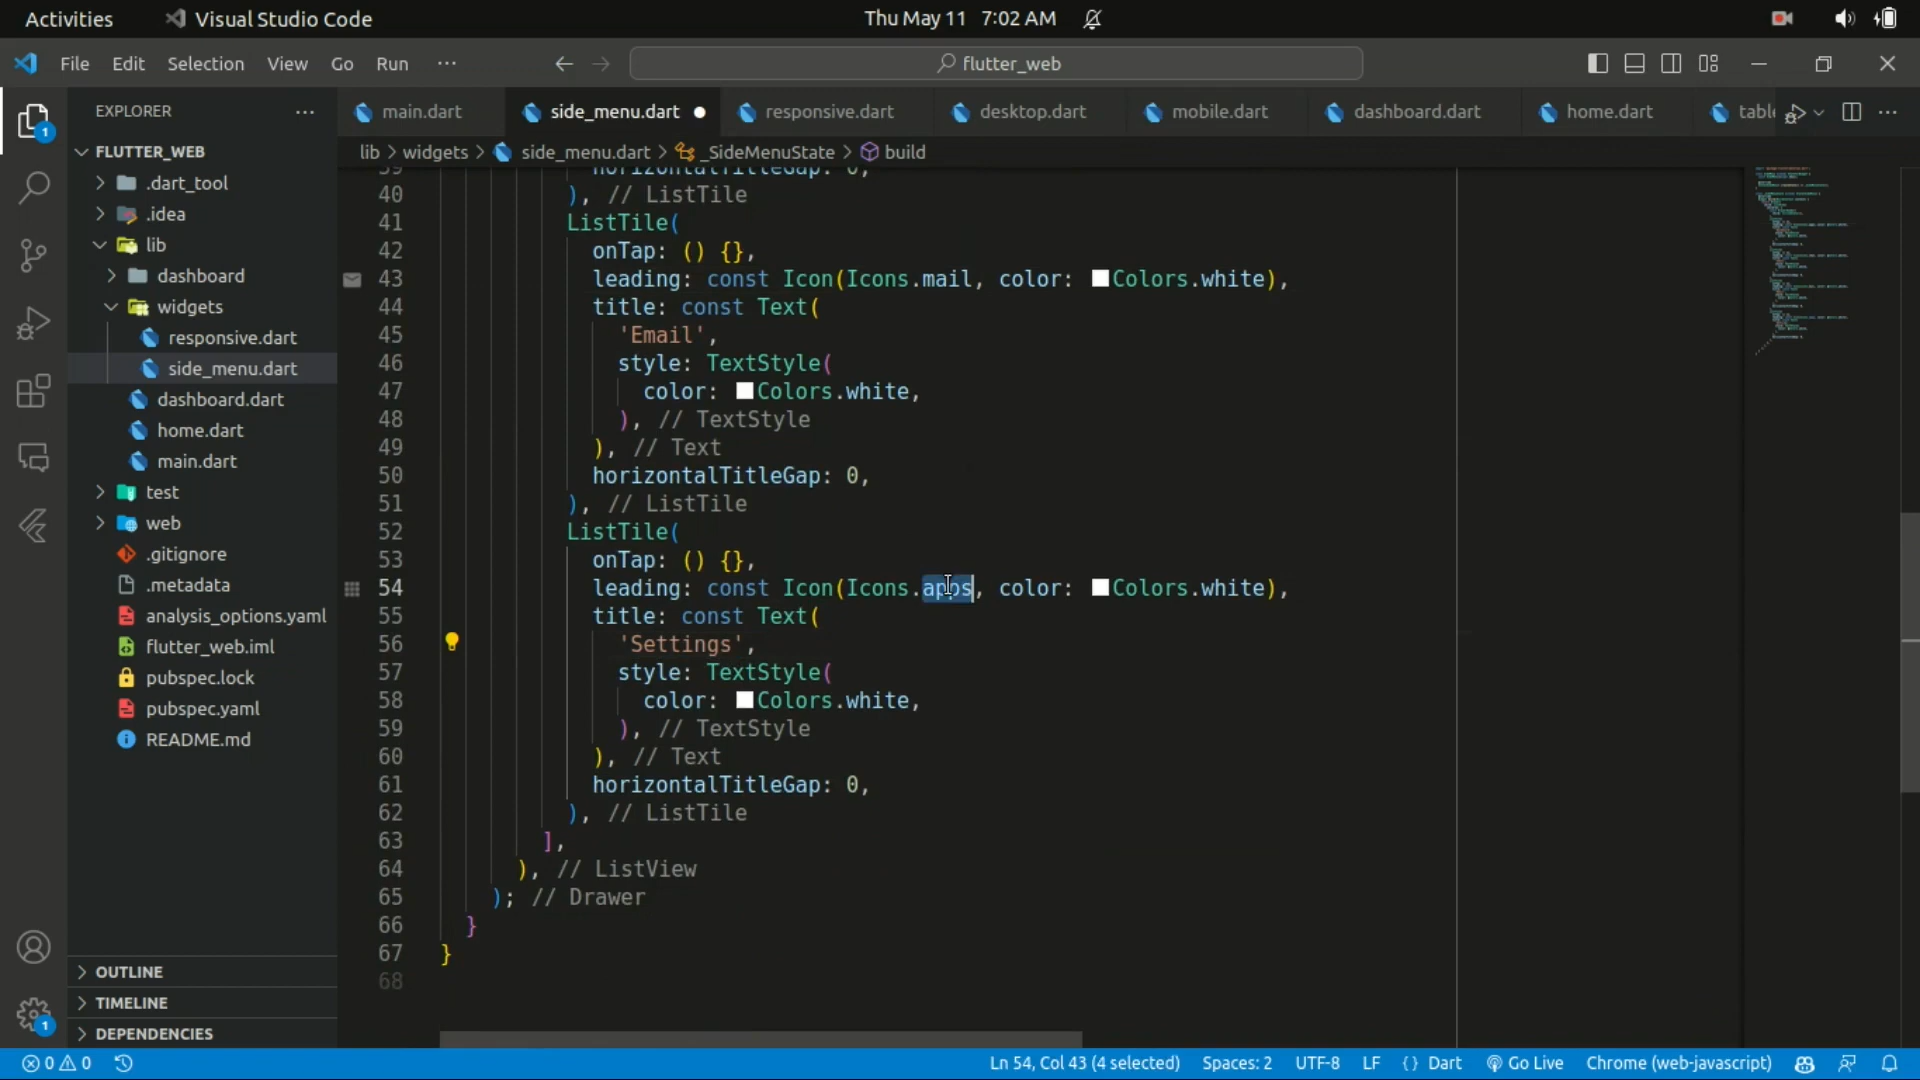 Activities
Visual Studio Code
Thu May 11 7:02 AM
File Edit Selection View Go Run ···
flutter_web
EXPLORER ···
main.dart
side_menu.dart
responsive.dart
desktop.dart
mobile.dart
dashboard.dart
home.dart
table
FLUTTER_WEB
lib > widgets > side_menu.dart > _SideMenuState > build
.dart_tool
.idea
lib
dashboard
widgets
responsive.dart
side_menu.dart
dashboard.dart
home.dart
main.dart
test
web
.gitignore
.metadata
analysis_options.yaml
flutter_web.iml
pubspec.lock
pubspec.yaml
README.md
OUTLINE
TIMELINE
DEPENDENCIES
39 horizontalTitleGap: 0,
40 ), // ListTile
41 ListTile(
42 onTap: () {},
43 leading: const Icon(Icons.mail, color: Colors.white),
44 title: const Text(
45 'Email',
46 style: TextStyle(
47 color: Colors.white,
48 ), // TextStyle
49 ), // Text
50 horizontalTitleGap: 0,
51 ), // ListTile
52 ListTile(
53 onTap: () {},
54 leading: const Icon(Icons.apps, color: Colors.white),
55 title: const Text(
56 'Settings',
57 style: TextStyle(
58 color: Colors.white,
59 ), // TextStyle
60 ), // Text
61 horizontalTitleGap: 0,
62 ), // ListTile
63 ],
64 ), // ListView
65 ); // Drawer
66 }
67 }
68
1
1
0 0
Ln 54, Col 43 (4 selected)
Spaces: 2
UTF-8
LF
{ } Dart
Go Live
Chrome (web-javascript)